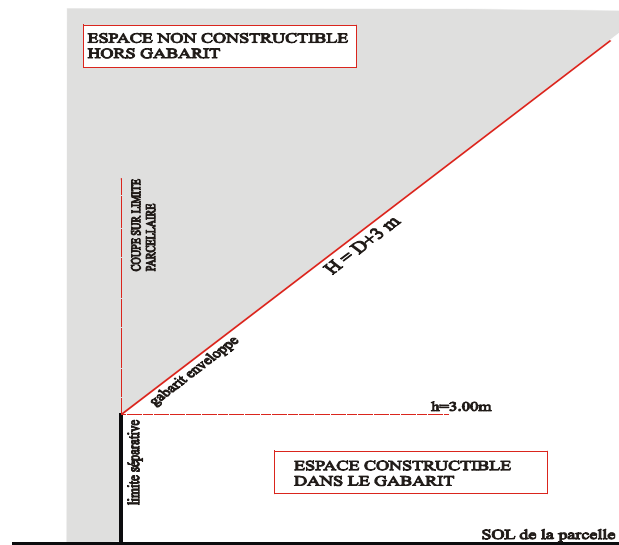 ESPACE NON CONSTRUCTIBLE
HORS GABARIT
COUPE SUR LIMITE
PARCELLAIRE
H = D+3 m
gabarit enveloppe
h=3.00m
limite séparative
ESPACE CONSTRUCTIBLE
DANS LE GABARIT
SOL de la parcelle